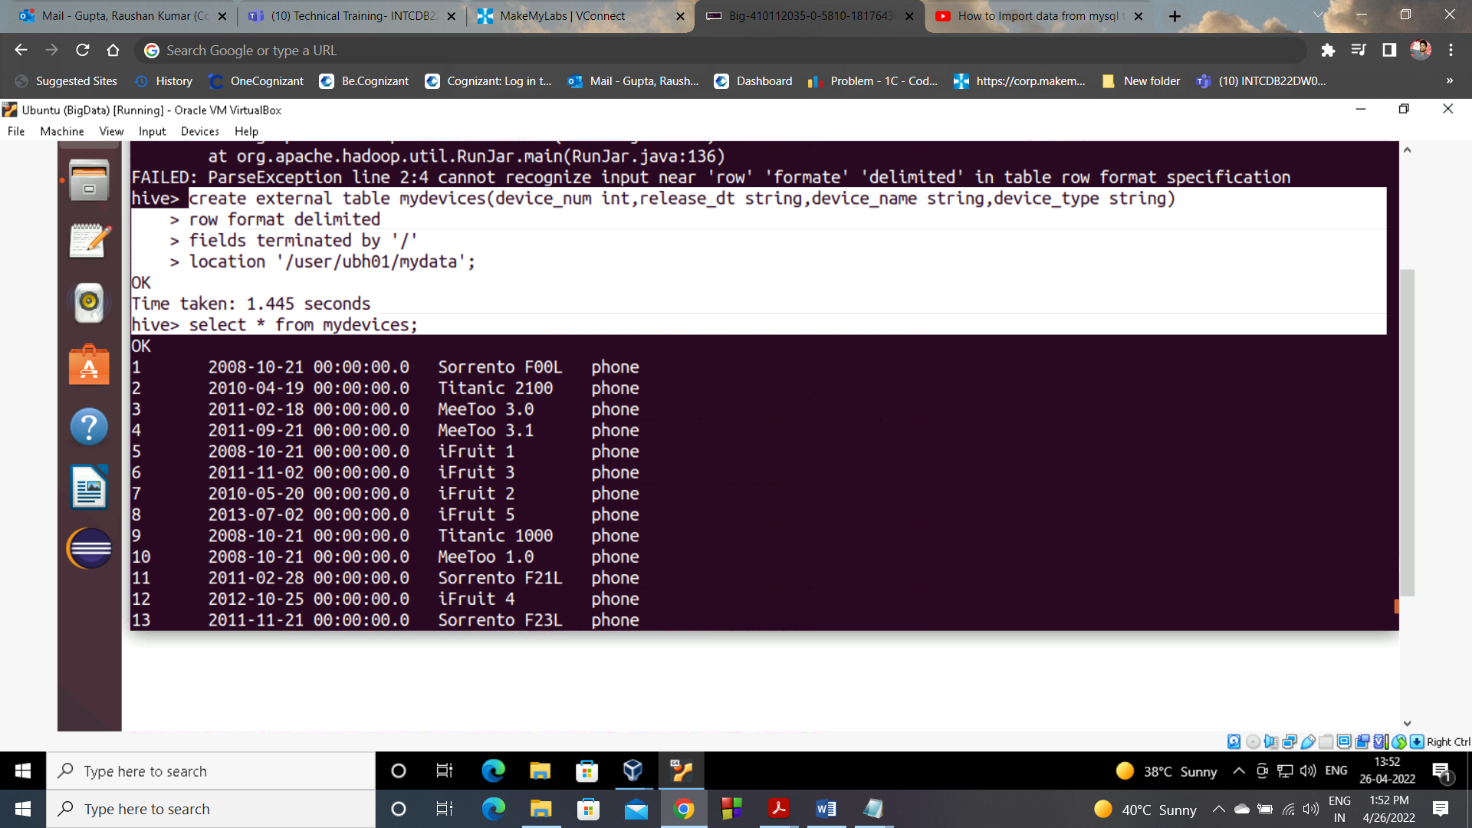 Mail - Gupta, Raushan Kumar (Co
(10) Technical Training- INTCDB2
MakeMyLabs | VConnect
Big-410112035-0-5810-1817643
How to Import data from mysql t
Search Google or type a URL
Suggested Sites
History
OneCognizant
Be.Cognizant
Cognizant: Log in t...
Mail - Gupta, Raush...
Dashboard
Problem - 1C - Cod...
https://corp.makem...
New folder
(10) INTCDB22DW0...
»
Ubuntu (BigData) [Running] - Oracle VM VirtualBox
File Machine View Input Devices Help
at org.apache.hadoop.util.RunJar.main(RunJar.java:136)
FAILED: ParseException line 2:4 cannot recognize input near 'row' 'formate' 'delimited' in table row format specification
hive> create external table mydevices(device_num int,release_dt string,device_name string,device_type string)
> row format delimited
> fields terminated by '/'
> location '/user/ubh01/mydata';
OK
Time taken: 1.445 seconds
hive> select * from mydevices;
OK
1 2008-10-21 00:00:00.0 Sorrento F00L phone
2 2010-04-19 00:00:00.0 Titanic 2100 phone
3 2011-02-18 00:00:00.0 MeeToo 3.0 phone
4 2011-09-21 00:00:00.0 MeeToo 3.1 phone
5 2008-10-21 00:00:00.0 iFruit 1 phone
6 2011-11-02 00:00:00.0 iFruit 3 phone
7 2010-05-20 00:00:00.0 iFruit 2 phone
8 2013-07-02 00:00:00.0 iFruit 5 phone
9 2008-10-21 00:00:00.0 Titanic 1000 phone
10 2008-10-21 00:00:00.0 MeeToo 1.0 phone
11 2011-02-28 00:00:00.0 Sorrento F21L phone
12 2012-10-25 00:00:00.0 iFruit 4 phone
13 2011-11-21 00:00:00.0 Sorrento F23L phone
Right Ctrl
Type here to search
38°C Sunny
ENG
13:52
26-04-2022
1
Type here to search
40°C Sunny
ENG
IN
1:52 PM
4/26/2022